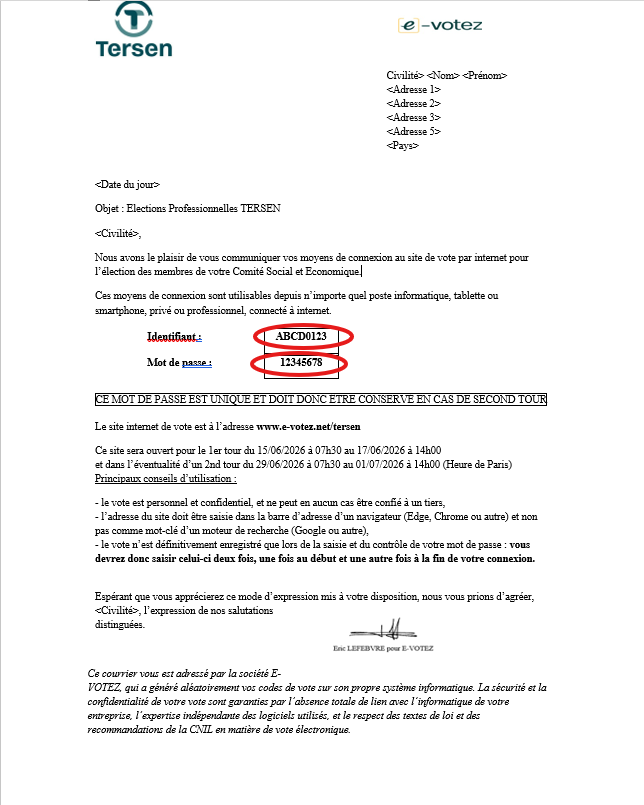 Tersen
e-votez
Civilité> <Nom> <Prénom>
<Adresse 1>
<Adresse 2>
<Adresse 3>
<Adresse 5>
<Pays>
<Date du jour>
Objet : Elections Professionnelles TERSEN
<Civilité>,
Nous avons le plaisir de vous communiquer vos moyens de connexion au site de vote par internet pour
l’élection des membres de votre Comité Social et Economique.
Ces moyens de connexion sont utilisables depuis n’importe quel poste informatique, tablette ou
smartphone, privé ou professionnel, connecté à internet.
Identifiant : ABCD0123
Mot de passe : 12345678
CE MOT DE PASSE EST UNIQUE ET DOIT DONC ETRE CONSERVE EN CAS DE SECOND TOUR
Le site internet de vote est à l’adresse www.e-votez.net/tersen
Ce site sera ouvert pour le 1er tour du 15/06/2026 à 07h30 au 17/06/2026 à 14h00
et dans l’éventualité d’un 2nd tour du 29/06/2026 à 07h30 au 01/07/2026 à 14h00 (Heure de Paris)
Principaux conseils d’utilisation :
- le vote est personnel et confidentiel, et ne peut en aucun cas être confié à un tiers,
- l’adresse du site doit être saisie dans la barre d’adresse d’un navigateur (Edge, Chrome ou autre) et non
pas comme mot-clé d’un moteur de recherche (Google ou autre),
- le vote n’est définitivement enregistré que lors de la saisie et du contrôle de votre mot de passe : vous
devrez donc saisir celui-ci deux fois, une fois au début et une autre fois à la fin de votre connexion.
Espérant que vous apprécierez ce mode d’expression mis à votre disposition, nous vous prions d’agréer,
<Civilité>, l’expression de nos salutations
distinguées.
Eric LEFEBVRE pour E-VOTEZ
Ce courrier vous est adressé par la société E-
VOTEZ, qui a généré aléatoirement vos codes de vote sur son propre système informatique. La sécurité et la
confidentialité de votre vote sont garanties par l’absence totale de lien avec l’informatique de votre
entreprise, l’expertise indépendante des logiciels utilisés, et le respect des textes de loi et des
recommandations de la CNIL en matière de vote électronique.